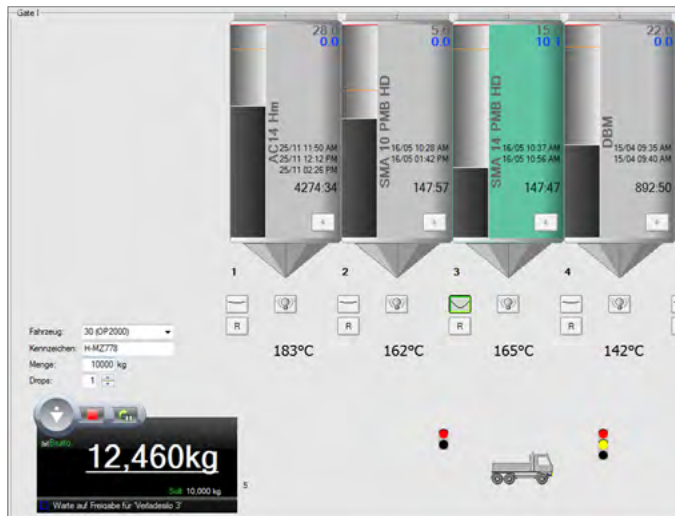 Gate 1
28.0
0.0
AC14 Hm
25/11 11:50 AM
25/11 12:12 PM
25/11 02:26 PM
4274:34
5.6
0.0
SMA 10 PMB HD
16/05 10:28 AM
16/05 01:42 PM
147:57
10.1
SMA 14 PMB HD
16/05 10:37 AM
16/05 10:56 AM
147:47
22.0
0.0
DBM
15/04 09:35 AM
15/04 09:40 AM
892:50
1
2
3
4
R
R
R
R
183°C
162°C
165°C
142°C
Fahrzeug: 30 (OP2000)
Kennzeichen: H-MZ778
Menge: 10000 kg
Drops: 1
Brutto
12,460kg
Soll: 10,000 kg
5
Warte auf Freigabe für 'Verladesilo 3'